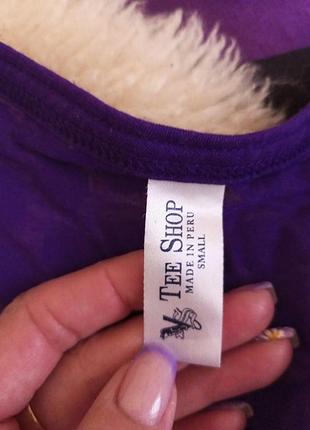 TEE SHOP
MADE IN PERU
SMALL